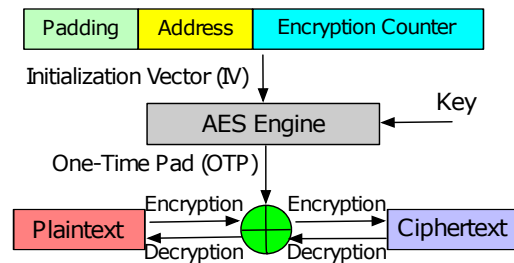 Padding Address Encryption Counter
Initialization Vector (IV)
Key
AES Engine
One-Time Pad (OTP)
Encryption Encryption
Plaintext Ciphertext
Decryption Decryption